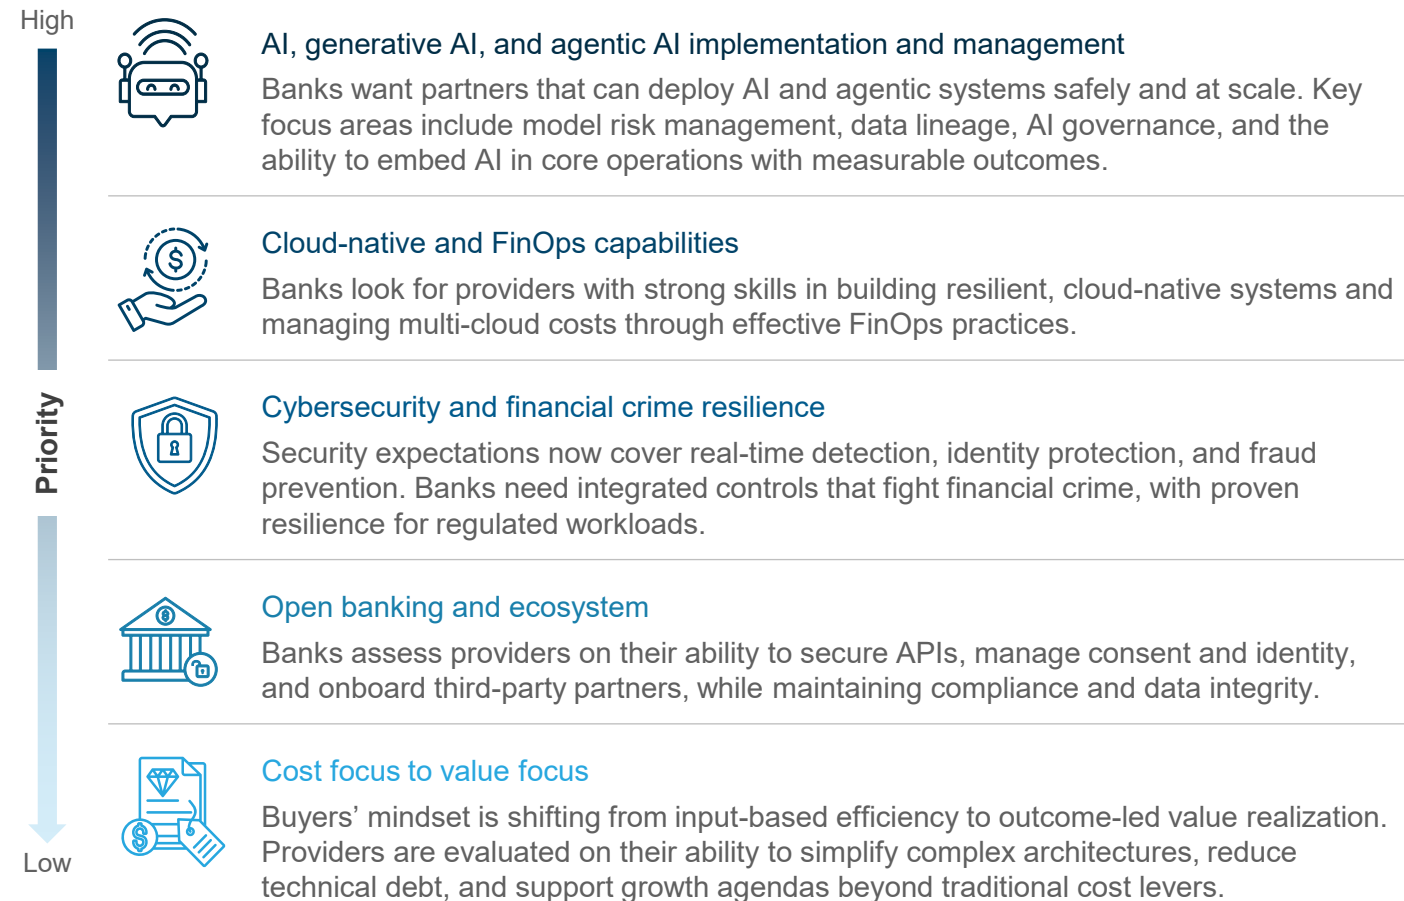 High
AI, generative AI, and agentic AI implementation and management
Banks want partners that can deploy AI and agentic systems safely and at scale. Key
focus areas include model risk management, data lineage, AI governance, and the
ability to embed AI in core operations with measurable outcomes.
Cloud-native and FinOps capabilities
Banks look for providers with strong skills in building resilient, cloud-native systems and
managing multi-cloud costs through effective FinOps practices.
Priority
Cybersecurity and financial crime resilience
Security expectations now cover real-time detection, identity protection, and fraud
prevention. Banks need integrated controls that fight financial crime, with proven
resilience for regulated workloads.
Open banking and ecosystem
Banks assess providers on their ability to secure APIs, manage consent and identity,
and onboard third-party partners, while maintaining compliance and data integrity.
Cost focus to value focus
Buyers’ mindset is shifting from input-based efficiency to outcome-led value realization.
Providers are evaluated on their ability to simplify complex architectures, reduce
technical debt, and support growth agendas beyond traditional cost levers.
Low
$
$
$
$